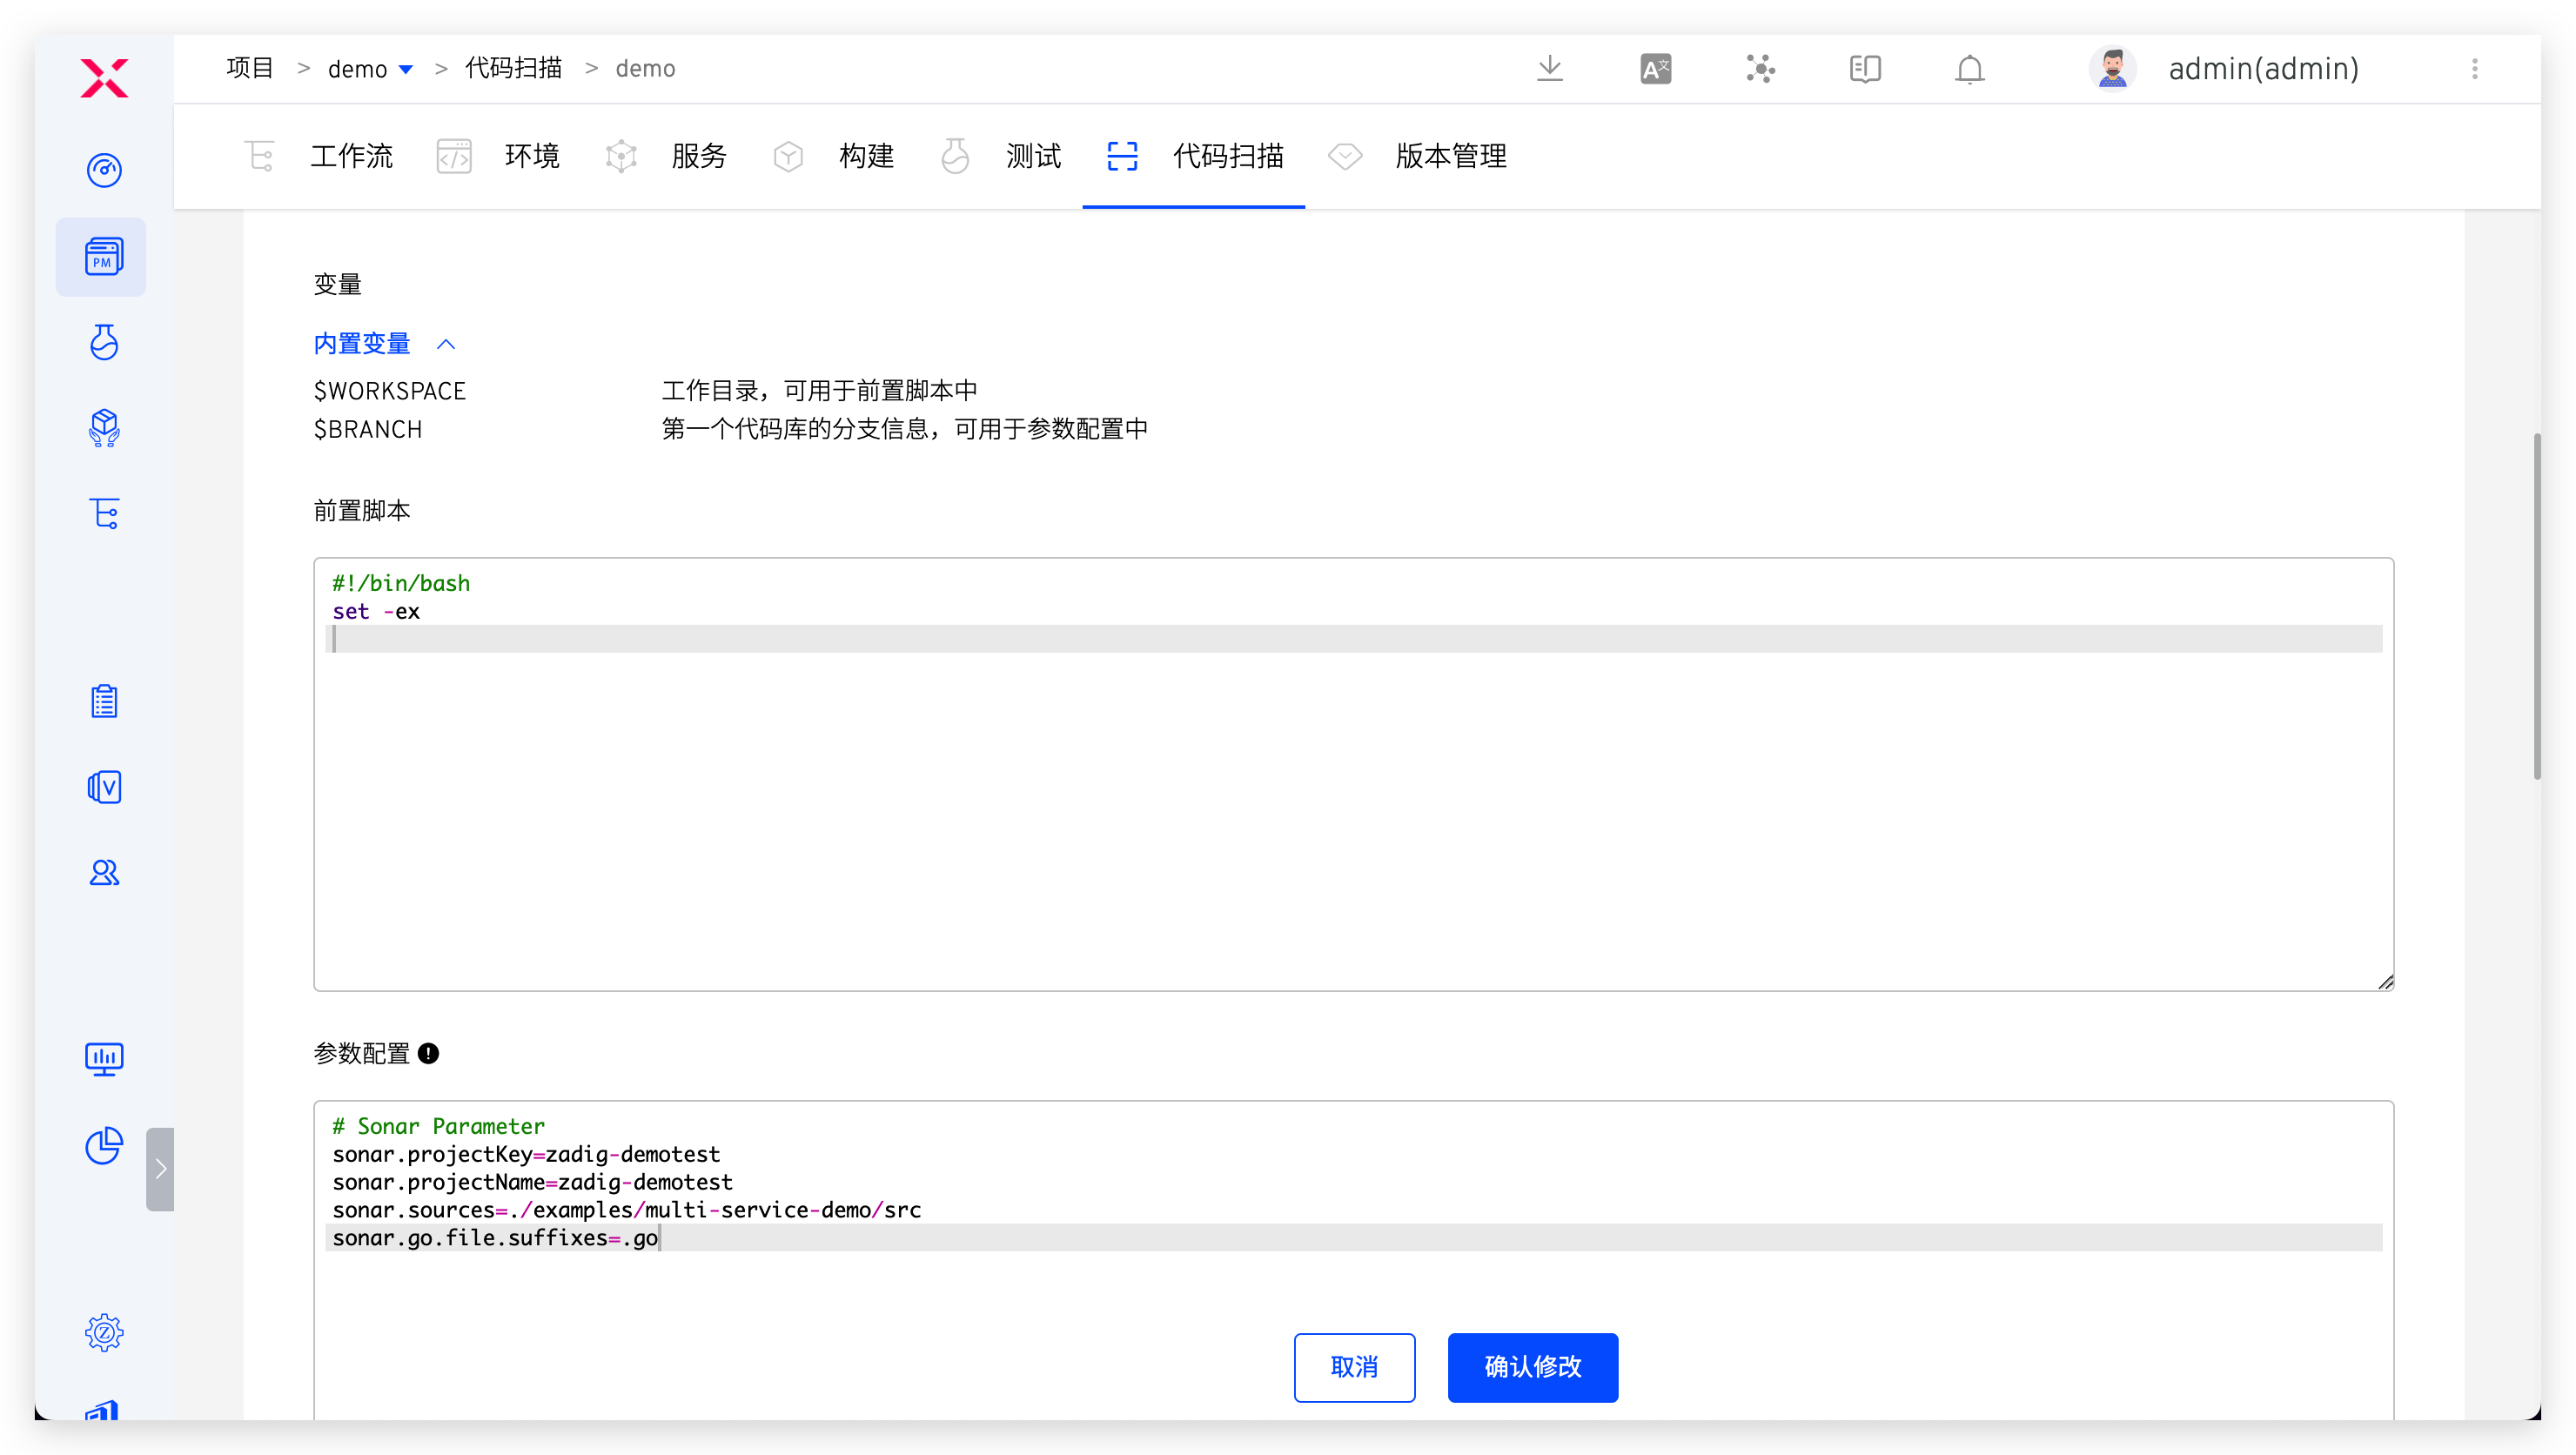 项目 > demo > 代码扫描 > demo
A文
admin(admin)
工作流 环境 服务 构建 测试 代码扫描 版本管理
PM
变量
内置变量
$WORKSPACE 工作目录，可用于前置脚本中
$BRANCH 第一个代码库的分支信息，可用于参数配置中
前置脚本
#!/bin/bash
set -ex
V
参数配置
# Sonar Parameter
sonar.projectKey=zadig-demotest
sonar.projectName=zadig-demotest
sonar.sources=./examples/multi-service-demo/src
sonar.go.file.suffixes=.go
Z
取消 确认修改